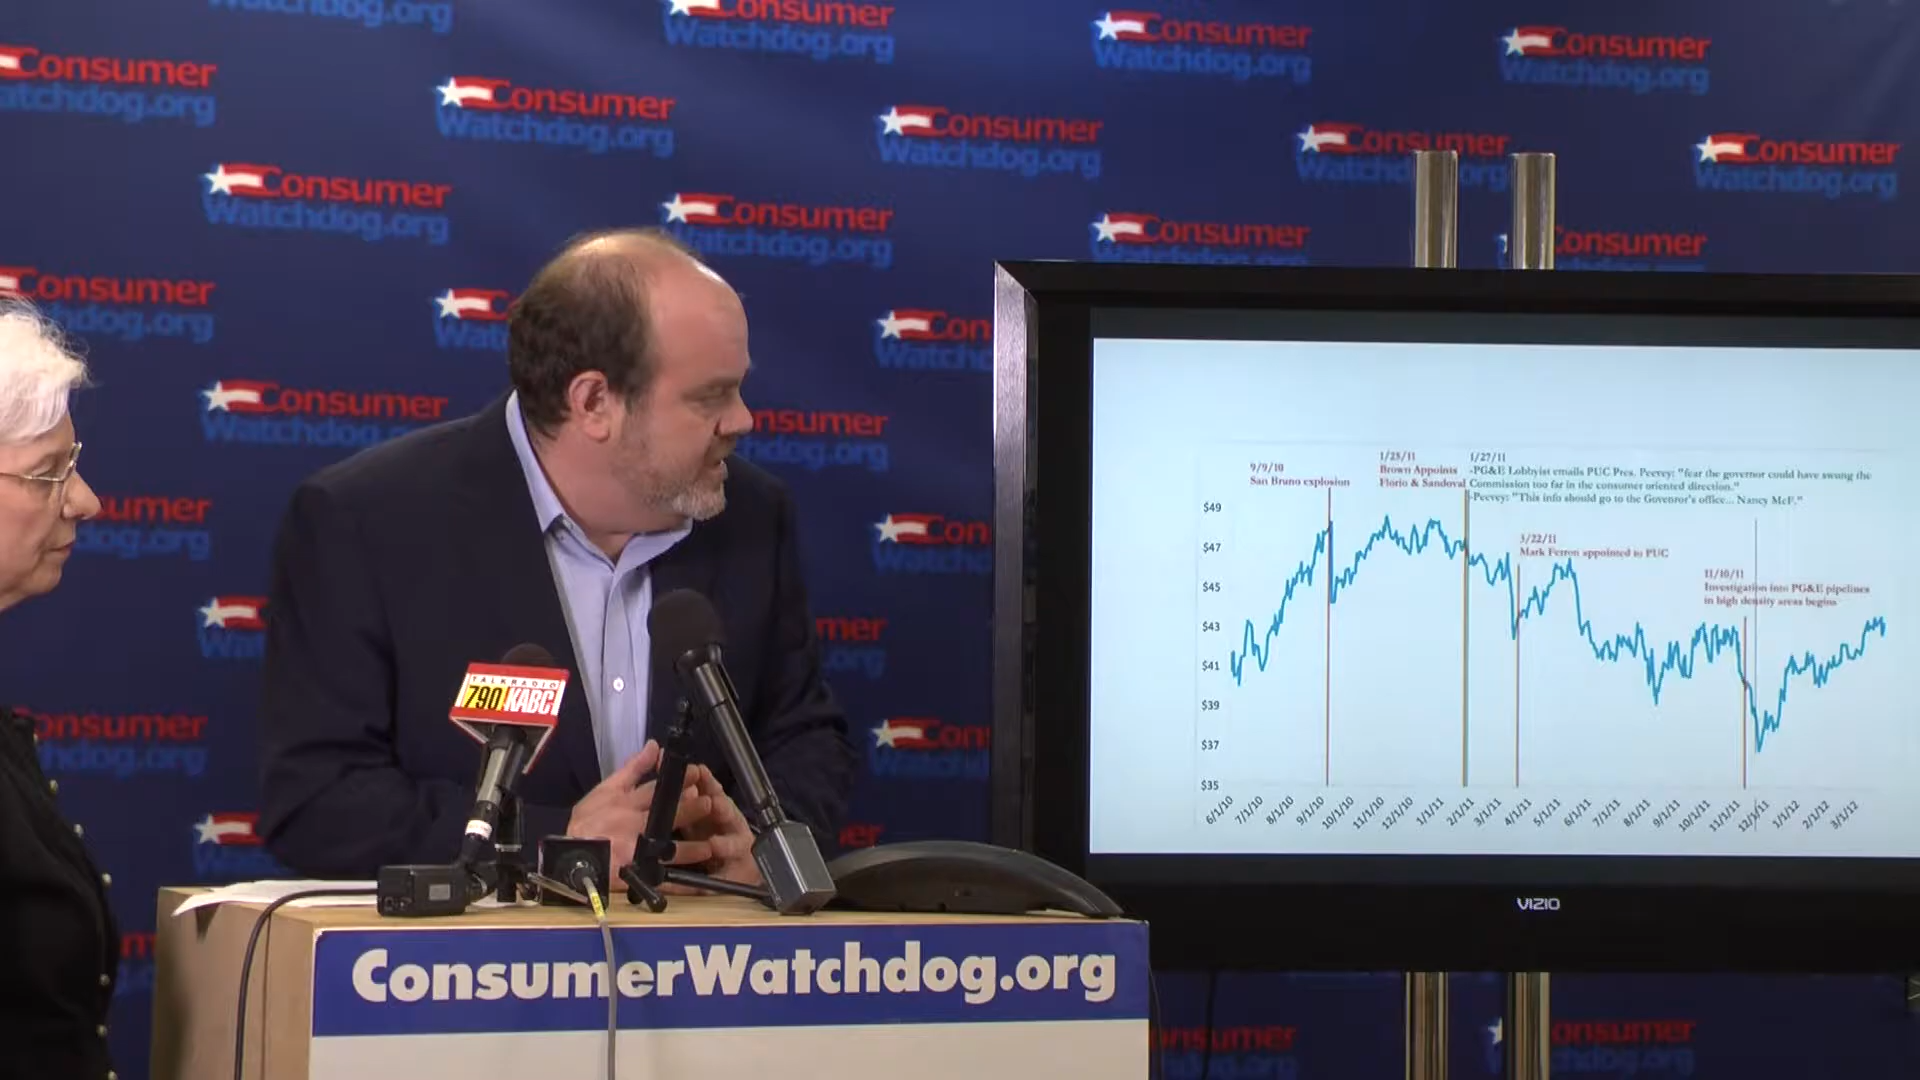 Consumer
Watchdog.org
TALKRADIO
790 KABC
ConsumerWatchdog.org
VIZIO
9/9/10
San Bruno explosion
1/25/11
Brown Appoints
Florio & Sandoval
1/27/11
-PG&E Lobbyist emails PUC Pres. Peevey: "fear the governor could have swung the
Commission too far in the consumer oriented direction."
-Peevey: "This info should go to the Govenror's office... Nancy McF."
3/22/11
Mark Ferron appointed to PUC
11/10/11
Investigation into PG&E pipelines
in high density areas begins
$49
$47
$45
$43
$41
$39
$37
$35
6/1/10
7/1/10
8/1/10
9/1/10
10/1/10
11/1/10
12/1/10
1/1/11
2/1/11
3/1/11
4/1/11
5/1/11
6/1/11
7/1/11
8/1/11
9/1/11
10/1/11
11/1/11
12/1/11
1/1/12
2/1/12
3/1/12